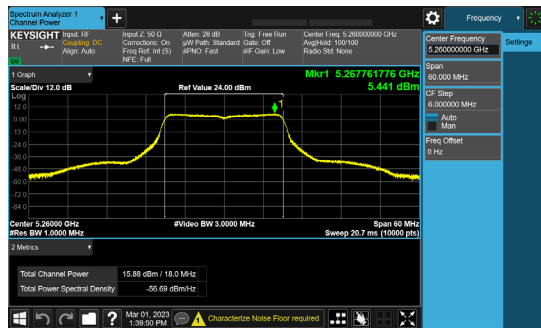 Spectrum Analyzer 1
Channel Power
+
Frequency
KEYSIGHT Input: RF
Coupling: DC
Align: Auto
RL
Input Z: 50 Ω
Corrections: On
Freq Ref: Int (S)
NFE: Full
Atten: 26 dB
µW Path: Standard
#PNO: Fast
Trig: Free Run
Gate: Off
#IF Gain: Low
Center Freq: 5.260000000 GHz
Avg|Hold: 100/100
Radio Std: None
1 Graph
Mkr1 5.267761776 GHz
Scale/Div 12.0 dB
Ref Value 24.00 dBm
5.441 dBm
Log
12.0
0.00
-12.0
-24.0
-36.0
-48.0
-60.0
-72.0
-84.0
1
Center 5.26000 GHz
#Video BW 3.0000 MHz
Span 60 MHz
#Res BW 1.0000 MHz
Sweep 20.7 ms (10000 pts)
2 Metrics
Total Channel Power 15.88 dBm / 18.0 MHz
Total Power Spectral Density -56.69 dBm/Hz
Mar 01, 2023
1:39:50 PM
Characterize Noise Floor required
Center Frequency
5.260000000 GHz
Settings
Span
60.0000 MHz
CF Step
6.000000 MHz
Auto
Man
Freq Offset
0 Hz